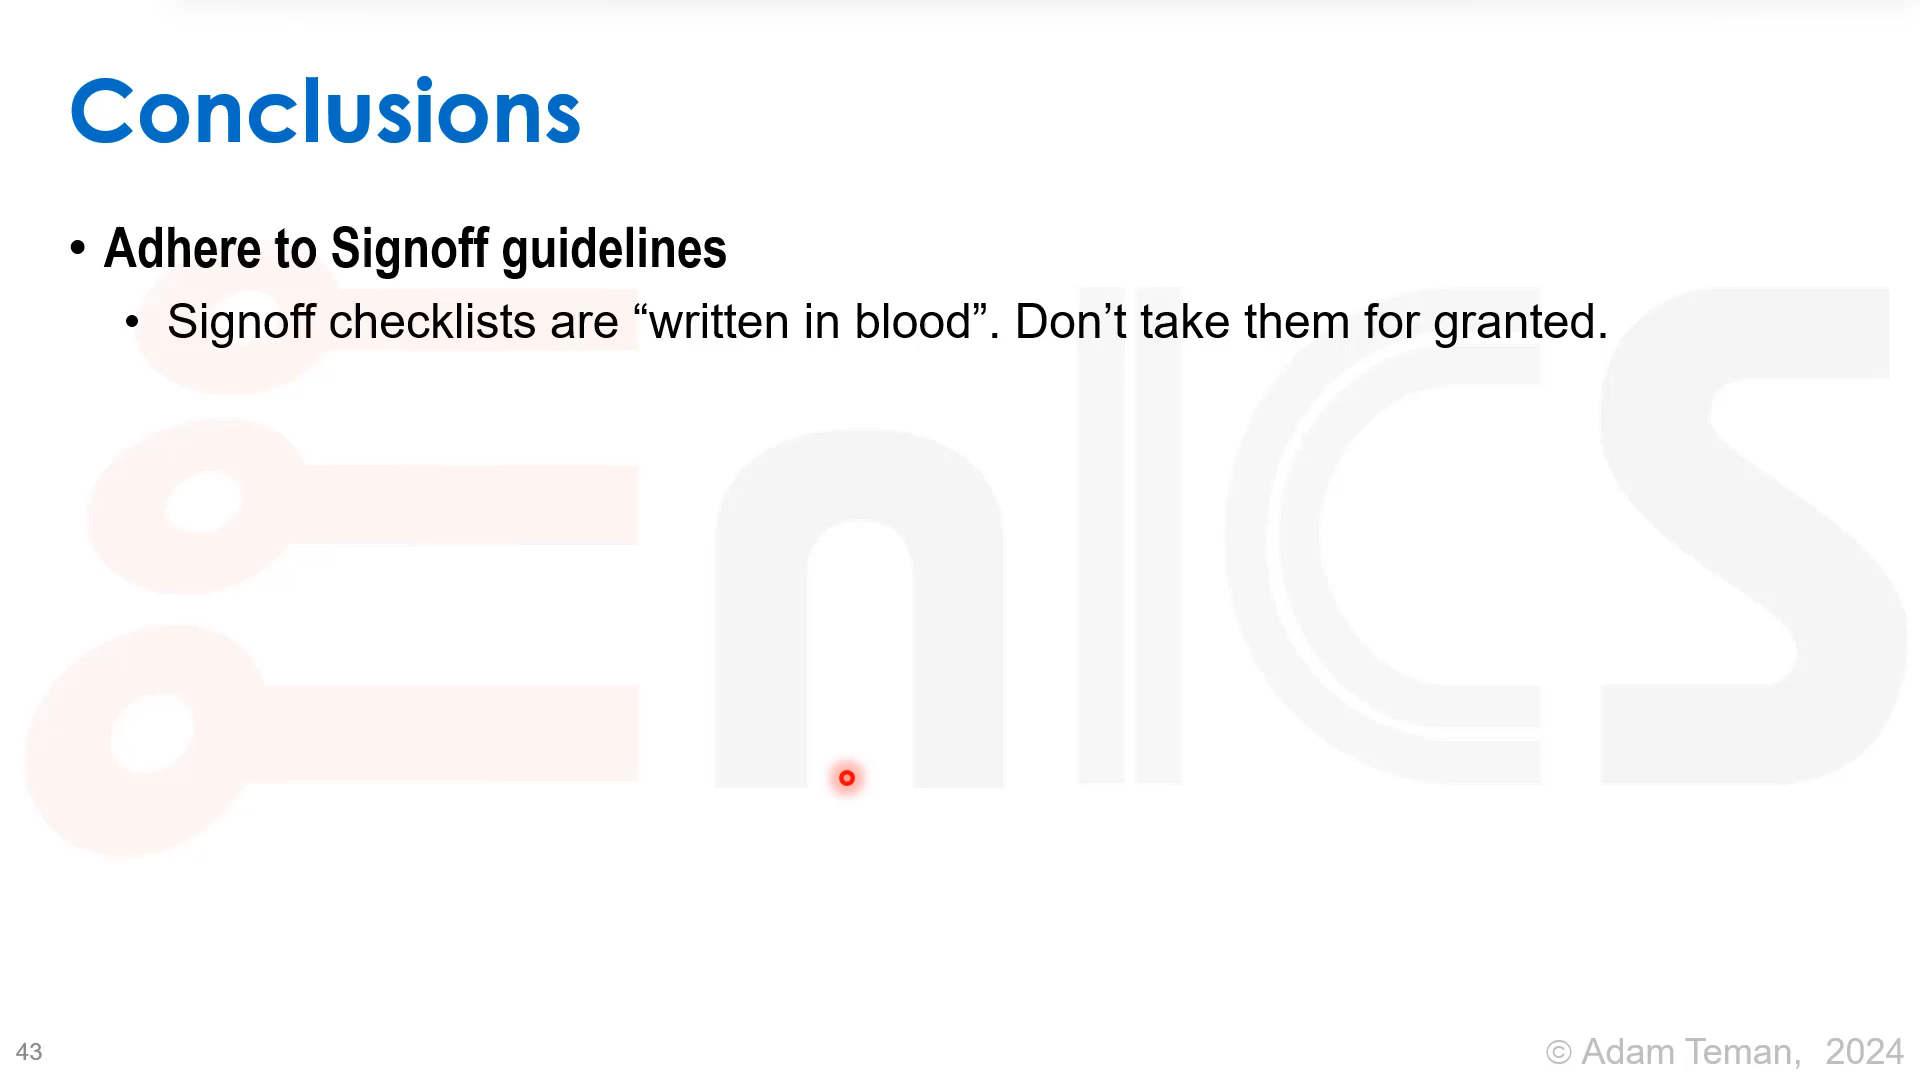 Conclusions
• Adhere to Signoff guidelines
• Signoff checklists are “written in blood”. Don’t take them for granted.
EnICS
43
© Adam Teman, 2024